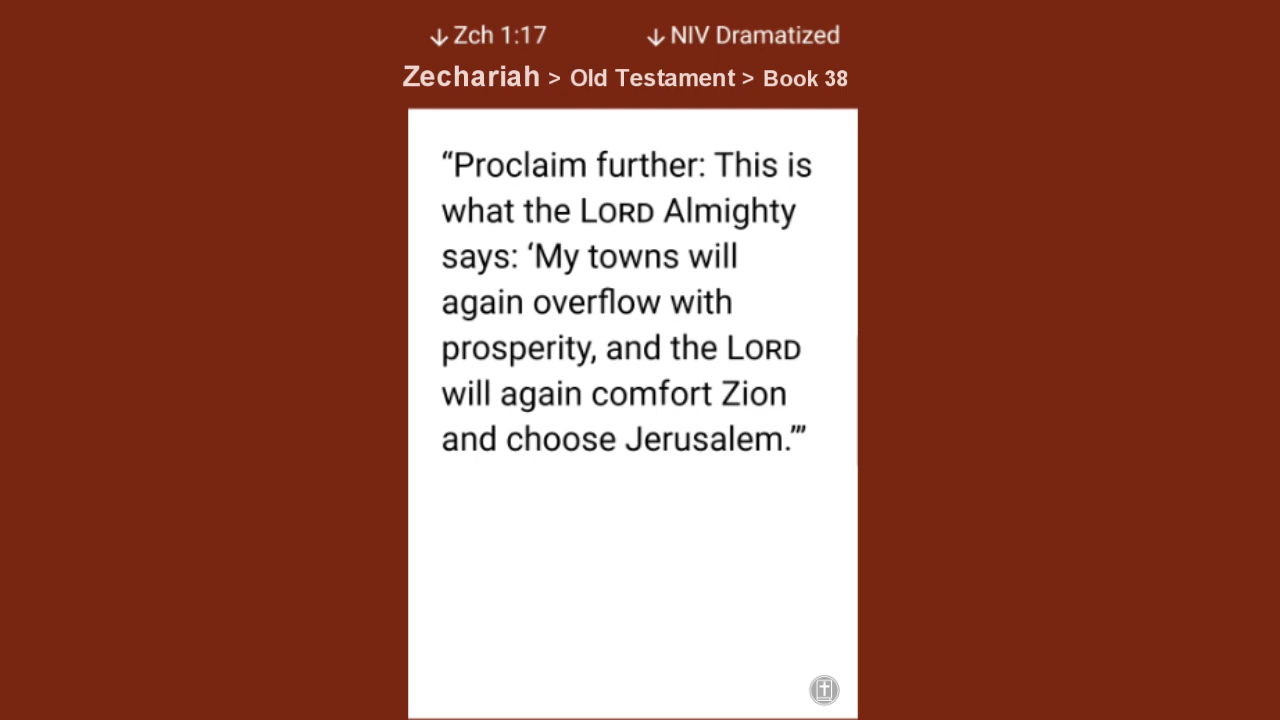 ↓ Zch 1:17 ↓ NIV Dramatized
Zechariah > Old Testament > Book 38
“Proclaim further: This is
what the LORD Almighty
says: ‘My towns will
again overflow with
prosperity, and the LORD
will again comfort Zion
and choose Jerusalem.’”